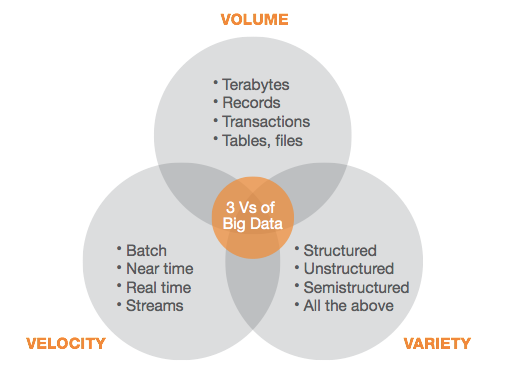 VOLUME
• Terabytes
• Records
• Transactions
• Tables, files
3 Vs of
Big Data
• Batch
• Near time
• Real time
• Streams
• Structured
• Unstructured
• Semistructured
• All the above
VELOCITY
VARIETY